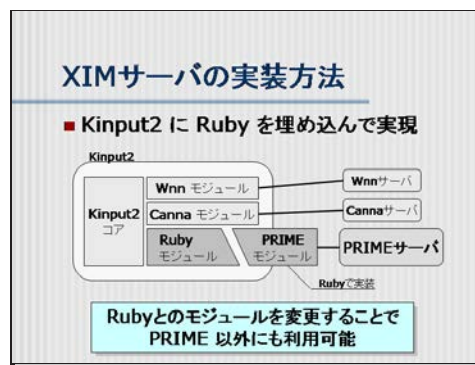 XIMサーバの実装方法
■ Kinput2 に Ruby を埋め込んで実現
Kinput2
Kinput2
コア
Wnn モジュール
Canna モジュール
Ruby
モジュール
PRIME
モジュール
Wnnサーバ
Cannaサーバ
PRIMEサーバ
Rubyで実装
Rubyとのモジュールを変更することで
PRIME 以外にも利用可能